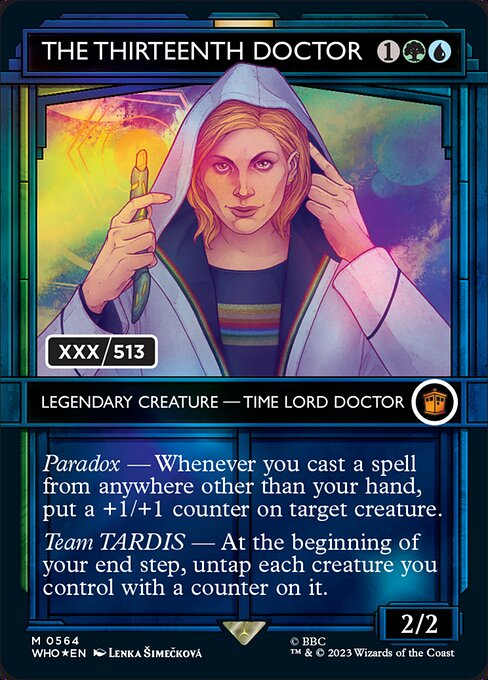 THE THIRTEENTH DOCTOR 1
XXX/513
LEGENDARY CREATURE — TIME LORD DOCTOR
Paradox — Whenever you cast a spell
from anywhere other than your hand,
put a +1/+1 counter on target creature.
Team TARDIS — At the beginning of
your end step, untap each creature you
control with a counter on it.
2/2
M 0564
WHO★EN LENKA ŠIMEČKOVÁ
© BBC
™ & © 2023 Wizards of the Coast